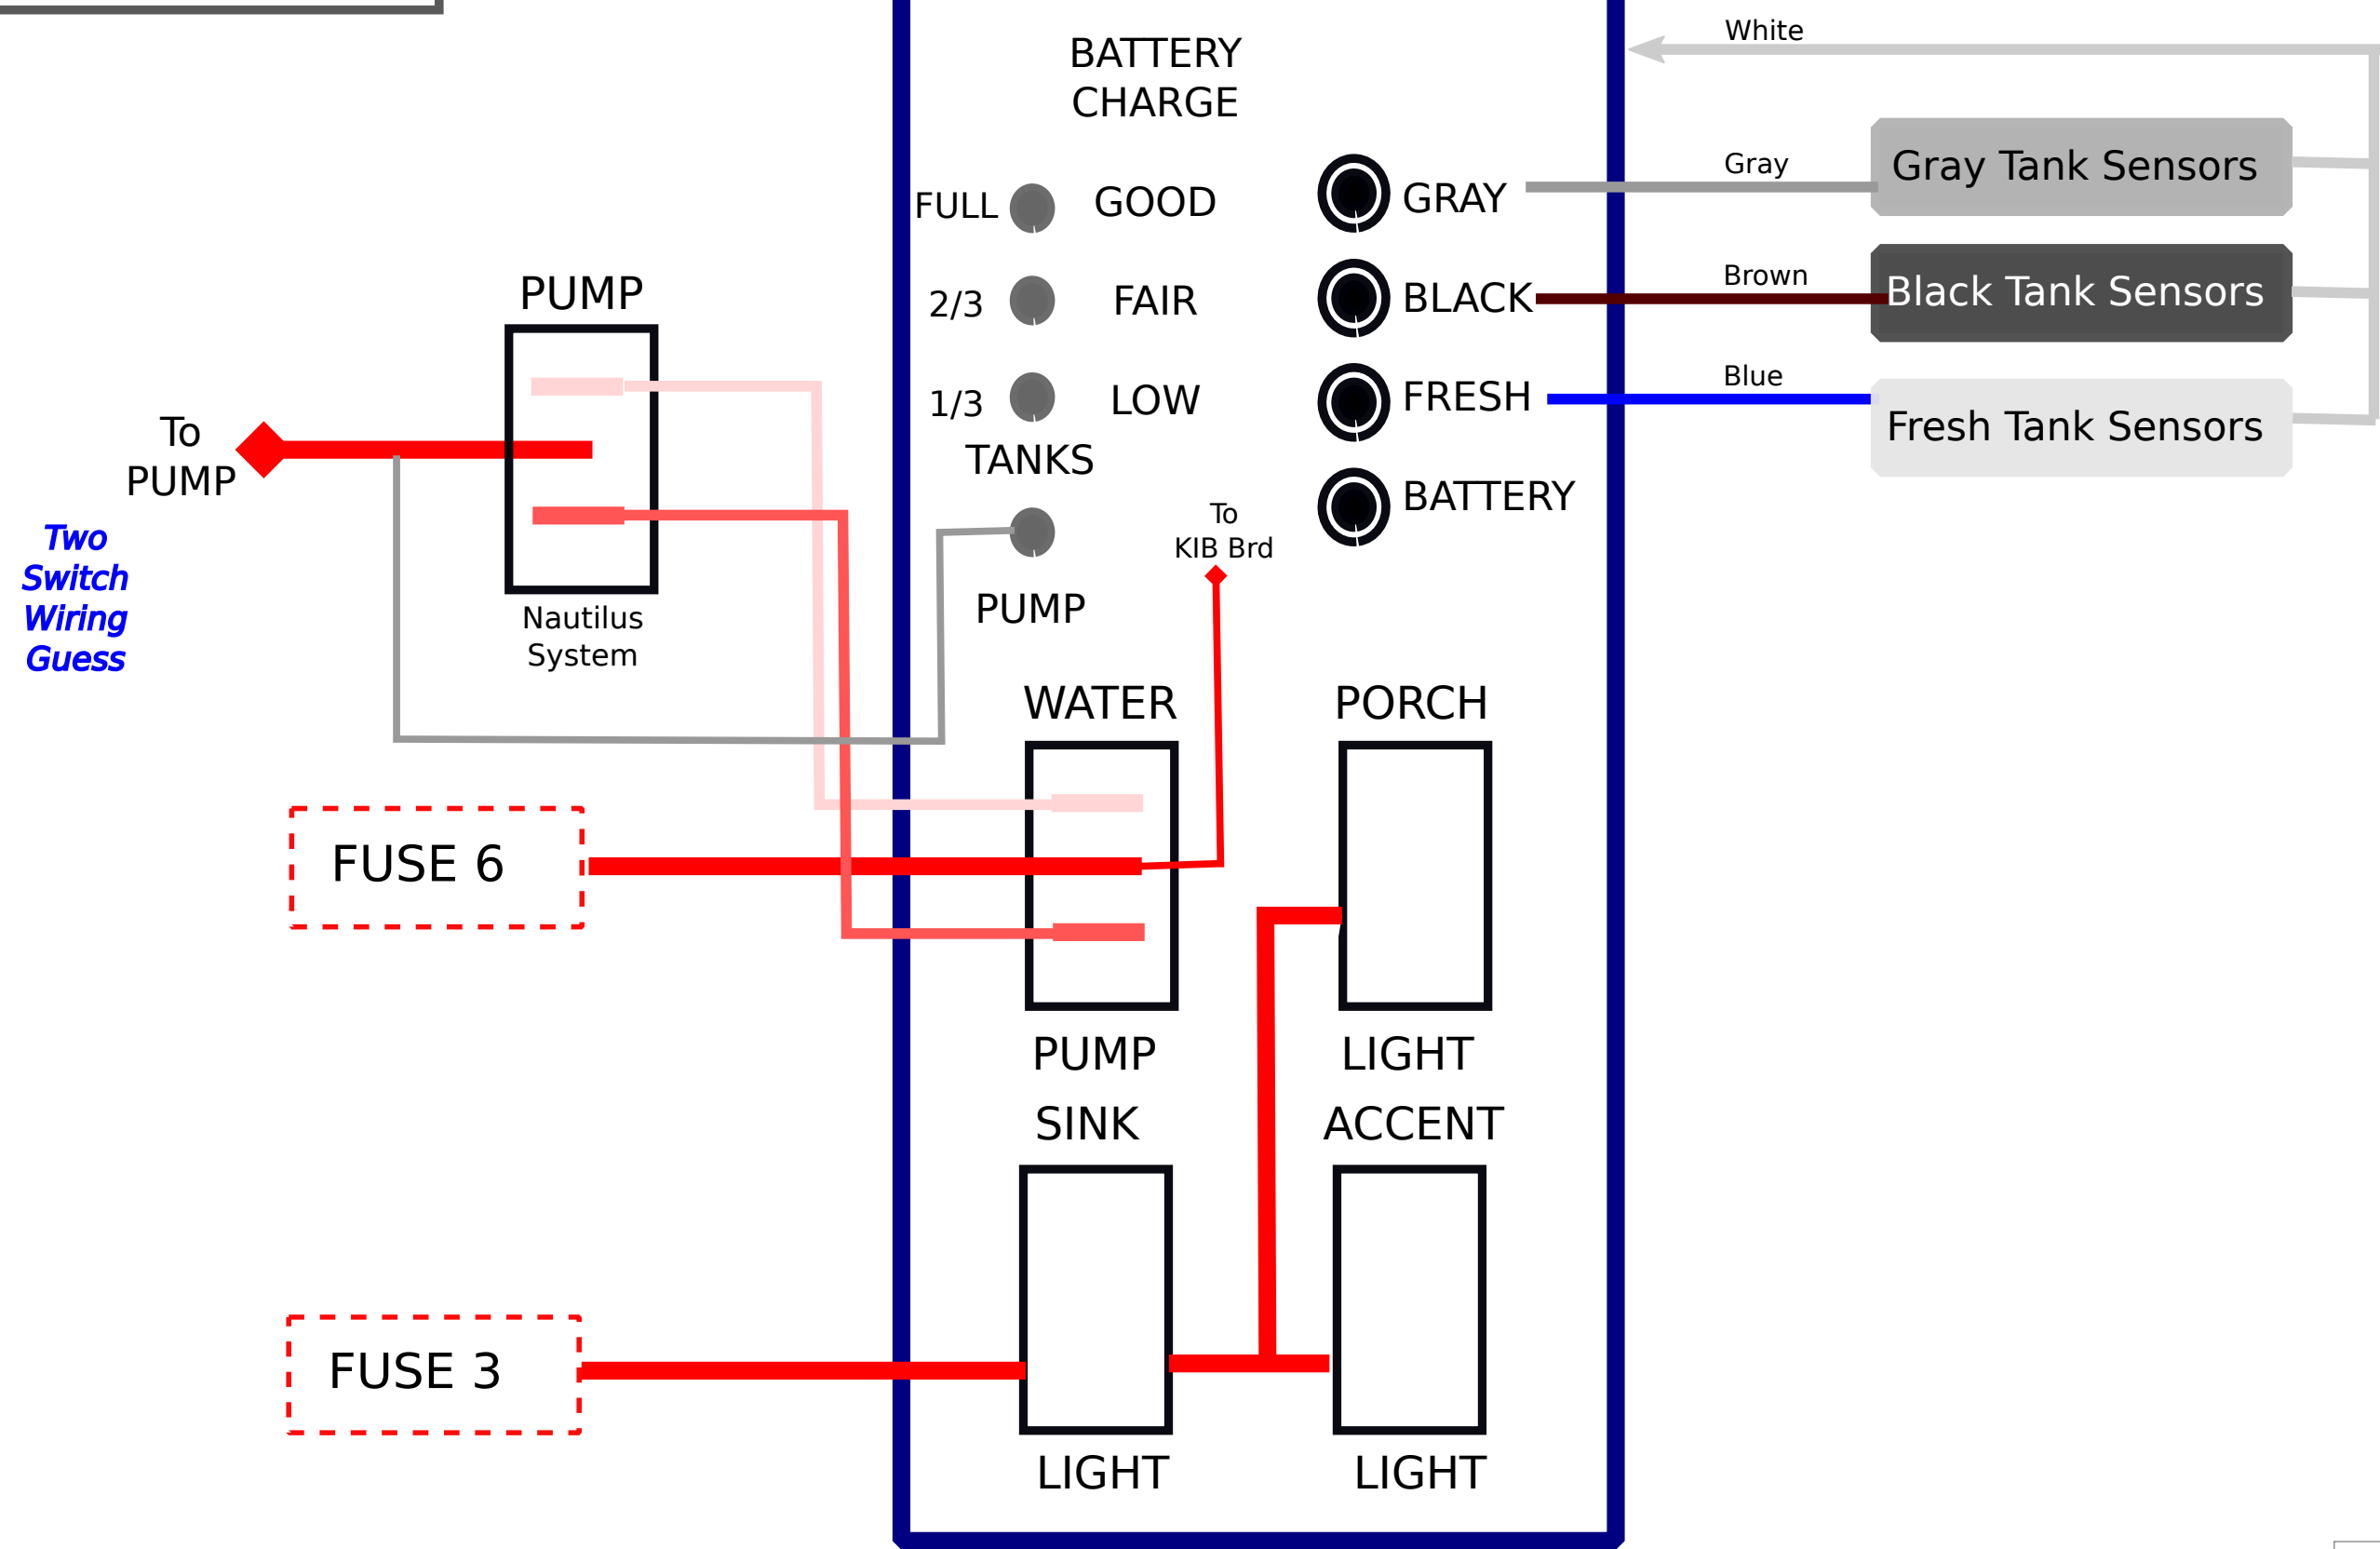 BATTERY
CHARGE
FULL
GOOD
GRAY
2/3
FAIR
BLACK
1/3
LOW
FRESH
TANKS
BATTERY
PUMP
To
KIB Brd
White
Gray
Gray Tank Sensors
Brown
Black Tank Sensors
Blue
Fresh Tank Sensors
PUMP
To
PUMP
Nautilus
System
Two
Switch
Wiring
Guess
WATER
PORCH
FUSE 6
PUMP
LIGHT
SINK
ACCENT
FUSE 3
LIGHT
LIGHT